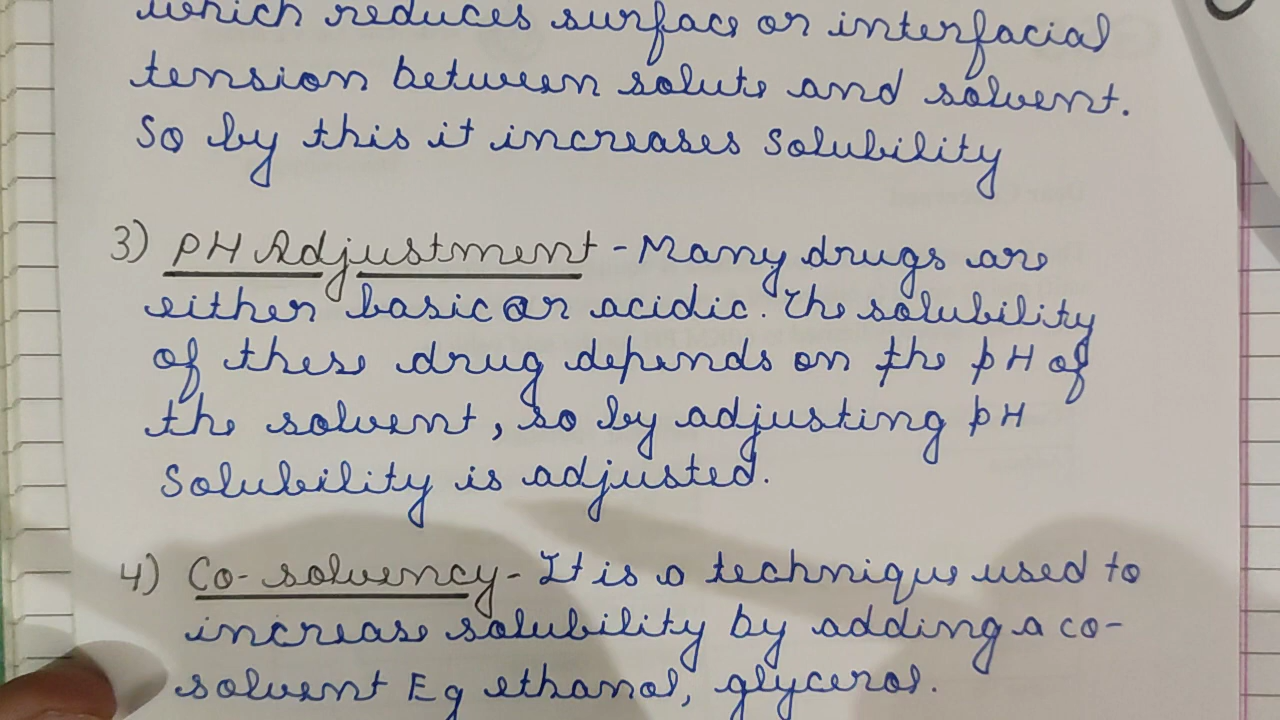 which reduces surface or interfacial
tension between solute and solvent.
So by this it increases solubility
3) pH Adjustment - Many drugs are
either basic or acidic. The solubility
of these drug depends on the pH of
the solvent, so by adjusting pH
Solubility is adjusted.
4) Co-solvency - It is a technique used to
increase solubility by adding a co-
solvent Eg ethanol, glycerol.